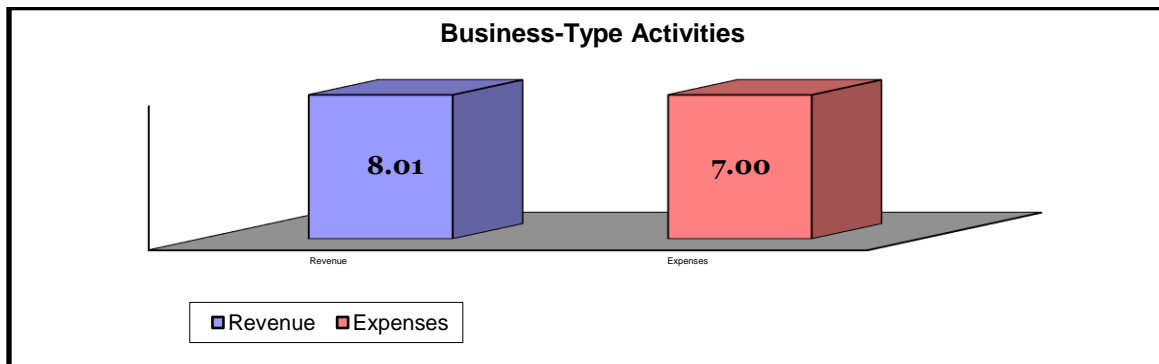 Business-Type Activities
8.01
7.00
Revenue
Expenses
Revenue
Expenses